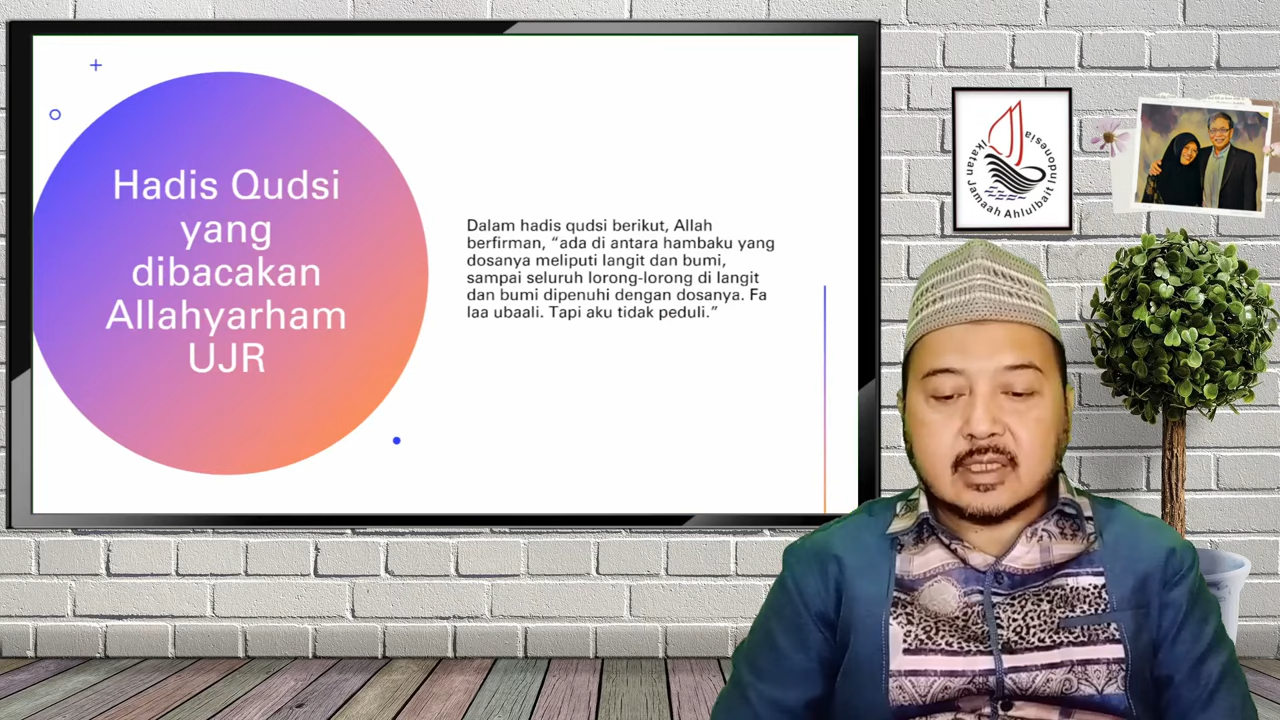 Hadis Qudsi
yang
dibacakan
Allahyarham
UJR
Dalam hadis qudsi berikut, Allah
berfirman, “ada di antara hambaku yang
dosanya meliputi langit dan bumi,
sampai seluruh lorong-lorong di langit
dan bumi dipenuhi dengan dosanya. Fa
laa ubaali. Tapi aku tidak peduli.”
Ikatan Jamaah Ahlulbait Indonesia